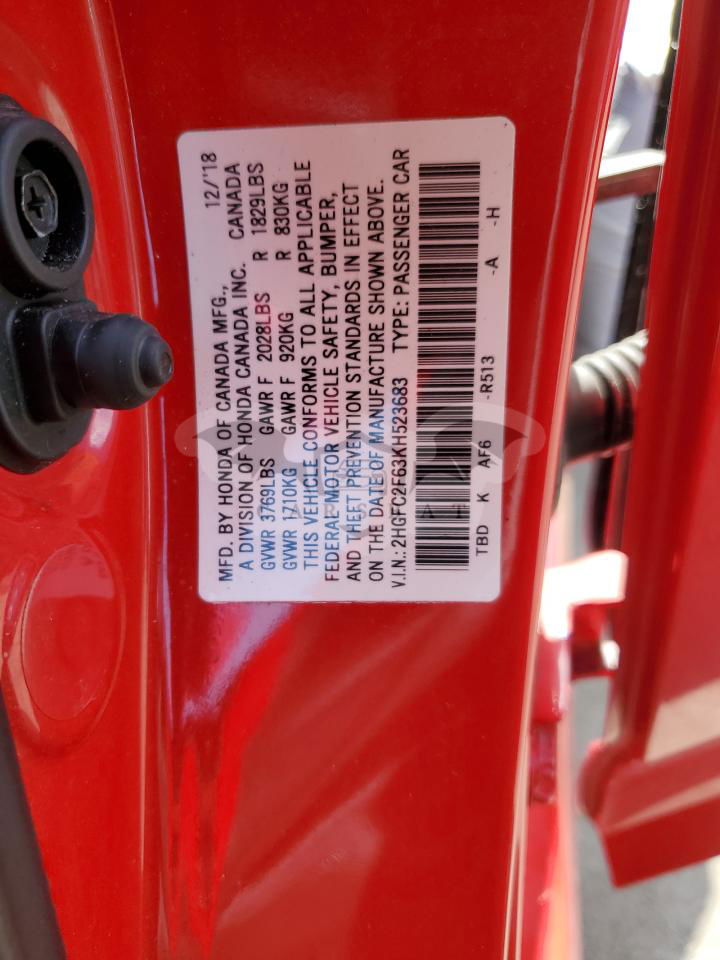 MFD. BY HONDA OF CANADA MFG., 12/'18
A DIVISION OF HONDA CANADA INC. CANADA
GVWR 3769LBS GAWR F 2028LBS R 1829LBS
GVWR 1710KG GAWR F 920KG R 830KG
THIS VEHICLE CONFORMS TO ALL APPLICABLE
FEDERAL MOTOR VEHICLE SAFETY, BUMPER,
AND THEFT PREVENTION STANDARDS IN EFFECT
ON THE DATE OF MANUFACTURE SHOWN ABOVE.
V.I.N.: 2HGFC2F63KH523683 TYPE: PASSENGER CAR
TBD K AF6 -R513 -A -H